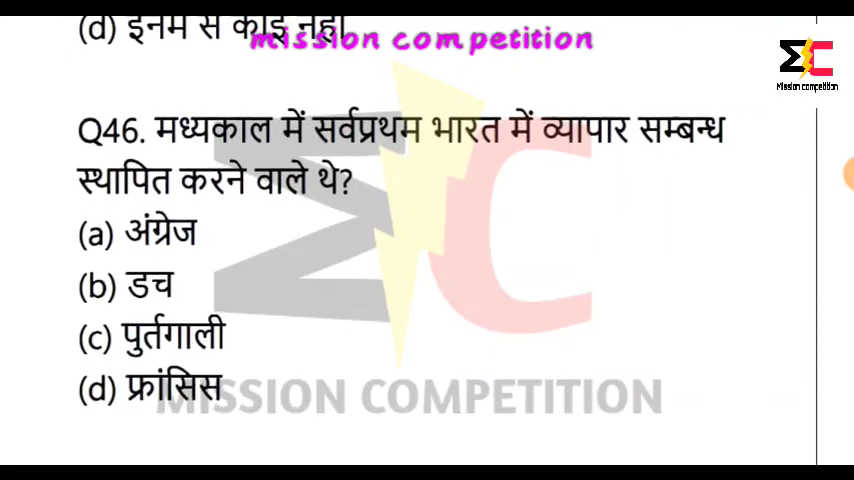 (d) इनमें से कोई नहीं
mission competition
Mission competition
Q46. मध्यकाल में सर्वप्रथम भारत में व्यापार सम्बन्ध
स्थापित करने वाले थे?
(a) अंग्रेज
(b) डच
(c) पुर्तगाली
(d) फ्रांसिस
MISSION COMPETITION